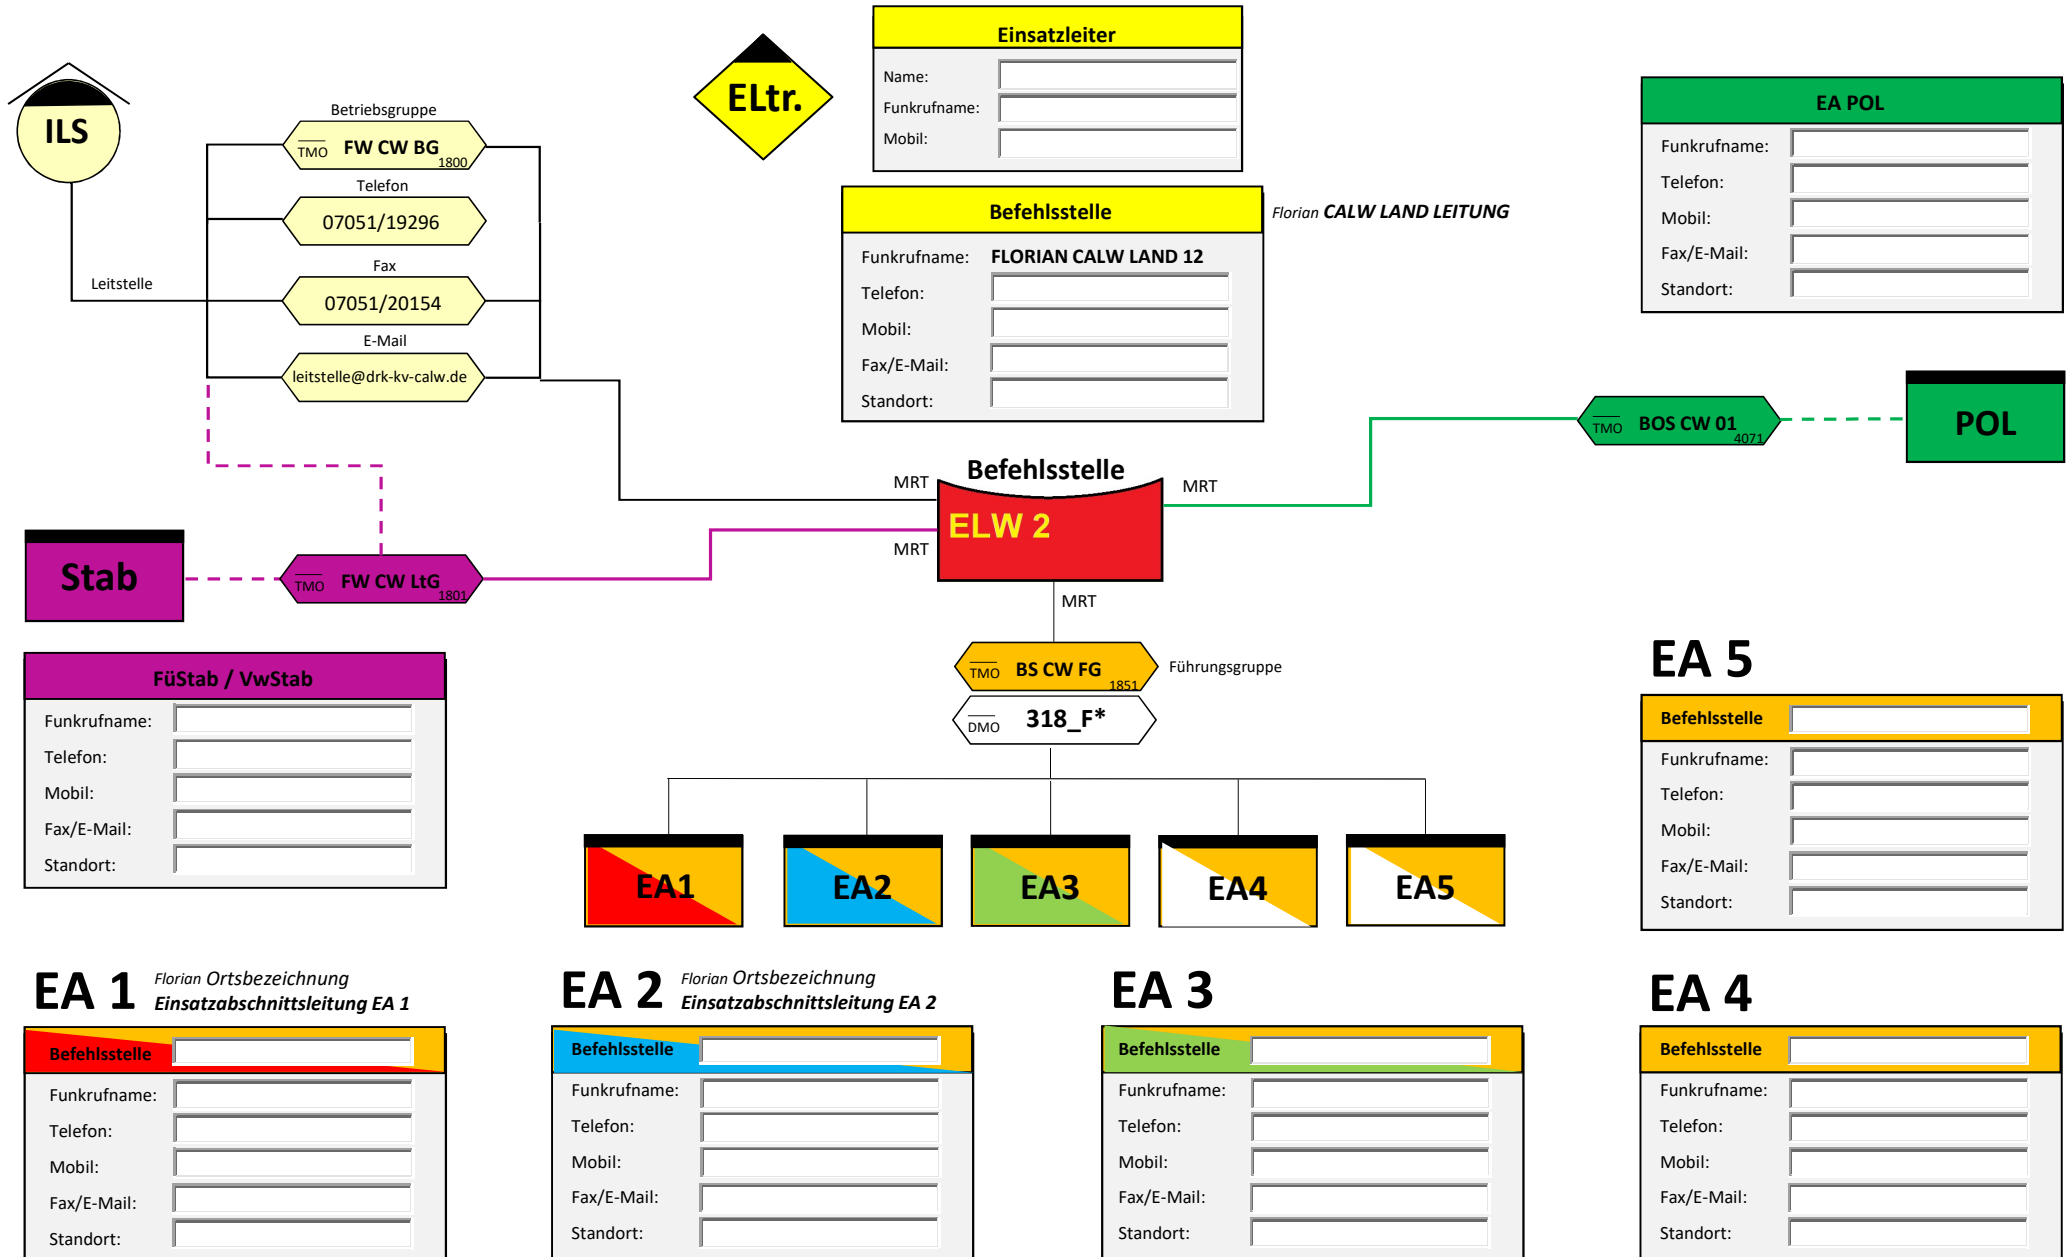 ILS
Leitstelle
Betriebsgruppe
TMO FW CW BG 1800
Telefon
07051/19296
Fax
07051/20154
E-Mail
leitstelle@drk-kv-calw.de
ELtr.
Einsatzleiter
Name:
Funkrufname:
Mobil:
Befehlsstelle
Florian CALW LAND LEITUNG
Funkrufname: FLORIAN CALW LAND 12
Telefon:
Mobil:
Fax/E-Mail:
Standort:
EA POL
Funkrufname:
Telefon:
Mobil:
Fax/E-Mail:
Standort:
TMO BOS CW 01 4071
POL
Befehlsstelle
MRT
MRT
ELW 2
MRT
MRT
Stab
TMO FW CW LtG 1801
FüStab / VwStab
Funkrufname:
Telefon:
Mobil:
Fax/E-Mail:
Standort:
TMO BS CW FG 1851
Führungsgruppe
DMO 318_F*
EA1
EA2
EA3
EA4
EA5
EA 5
Befehlsstelle
Funkrufname:
Telefon:
Mobil:
Fax/E-Mail:
Standort:
EA 1
Florian Ortsbezeichnung
Einsatzabschnittsleitung EA 1
Befehlsstelle
Funkrufname:
Telefon:
Mobil:
Fax/E-Mail:
Standort:
EA 2
Florian Ortsbezeichnung
Einsatzabschnittsleitung EA 2
Befehlsstelle
Funkrufname:
Telefon:
Mobil:
Fax/E-Mail:
Standort:
EA 3
Befehlsstelle
Funkrufname:
Telefon:
Mobil:
Fax/E-Mail:
Standort:
EA 4
Befehlsstelle
Funkrufname:
Telefon:
Mobil:
Fax/E-Mail:
Standort: